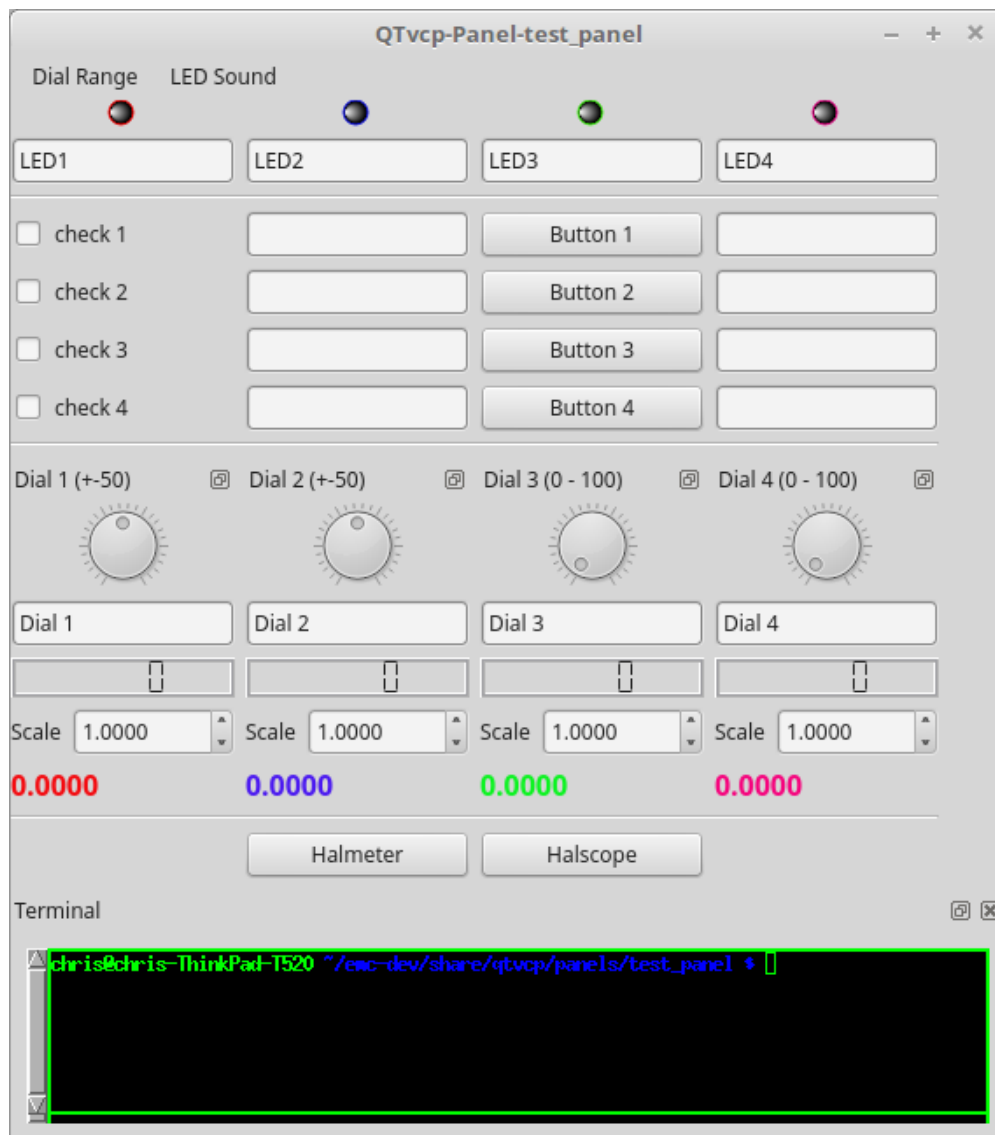 QTvcp-Panel-test_panel
Dial Range LED Sound
LED1 LED2 LED3 LED4
check 1 Button 1
check 2 Button 2
check 3 Button 3
check 4 Button 4
Dial 1 (+-50) Dial 2 (+-50) Dial 3 (0 - 100) Dial 4 (0 - 100)
Dial 1 Dial 2 Dial 3 Dial 4
0 0 0 0
Scale 1.0000 Scale 1.0000 Scale 1.0000 Scale 1.0000
0.0000 0.0000 0.0000 0.0000
Halmeter Halscope
Terminal
chris@chris-ThinkPad-T520 ~/emc-dev/share/qtvcp/panels/test_panel $